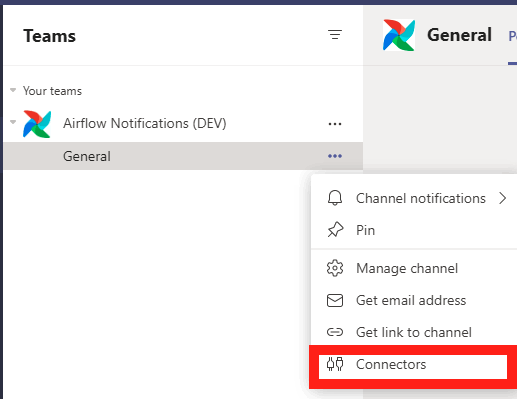 Teams
General
P
Your teams
Airflow Notifications (DEV)
General
Channel notifications
Pin
Manage channel
Get email address
Get link to channel
Connectors